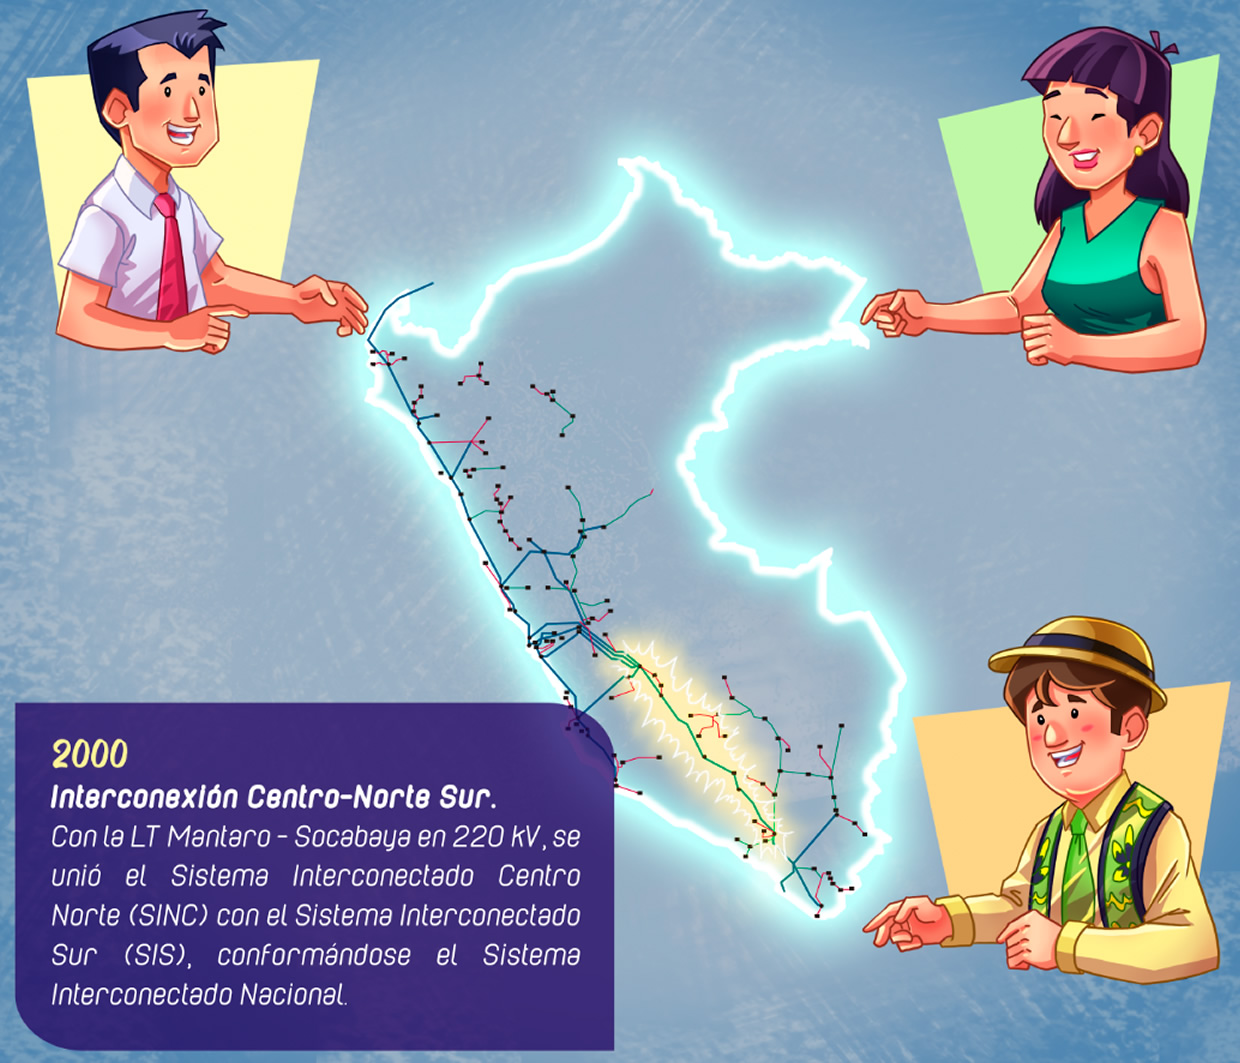 2000
Interconexión Centro-Norte Sur.
Con la LT Mantaro - Socabaya en 220 kV, se
unió el Sistema Interconectado Centro
Norte (SINC) con el Sistema Interconectado
Sur (SIS), conformándose el Sistema
Interconectado Nacional.